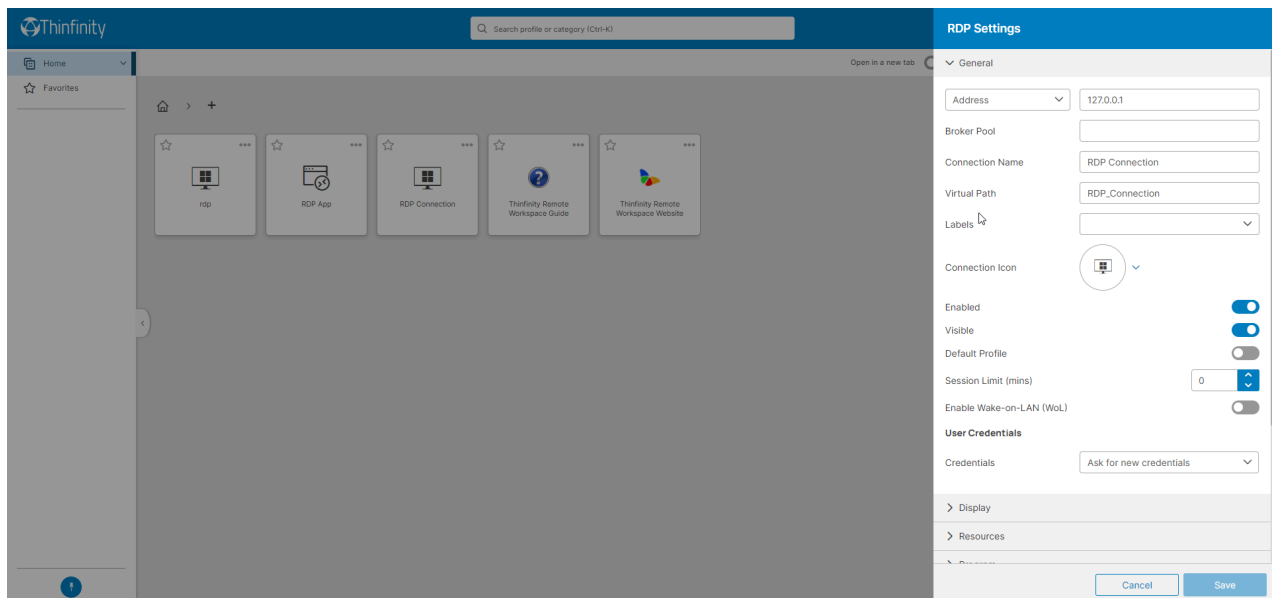 Thinfinity
Search profile or category (Ctrl-K)
RDP Settings
Home
Favorites
Open in a new tab
rdp
RDP App
RDP Connection
Thinfinity Remote
Workspace Guide
Thinfinity Remote
Workspace Website
General
Address 127.0.0.1
Broker Pool
Connection Name RDP Connection
Virtual Path RDP_Connection
Labels
Connection Icon
Enabled
Visible
Default Profile
Session Limit (mins) 0
Enable Wake-on-LAN (WoL)
User Credentials
Credentials Ask for new credentials
Display
Resources
Cancel Save